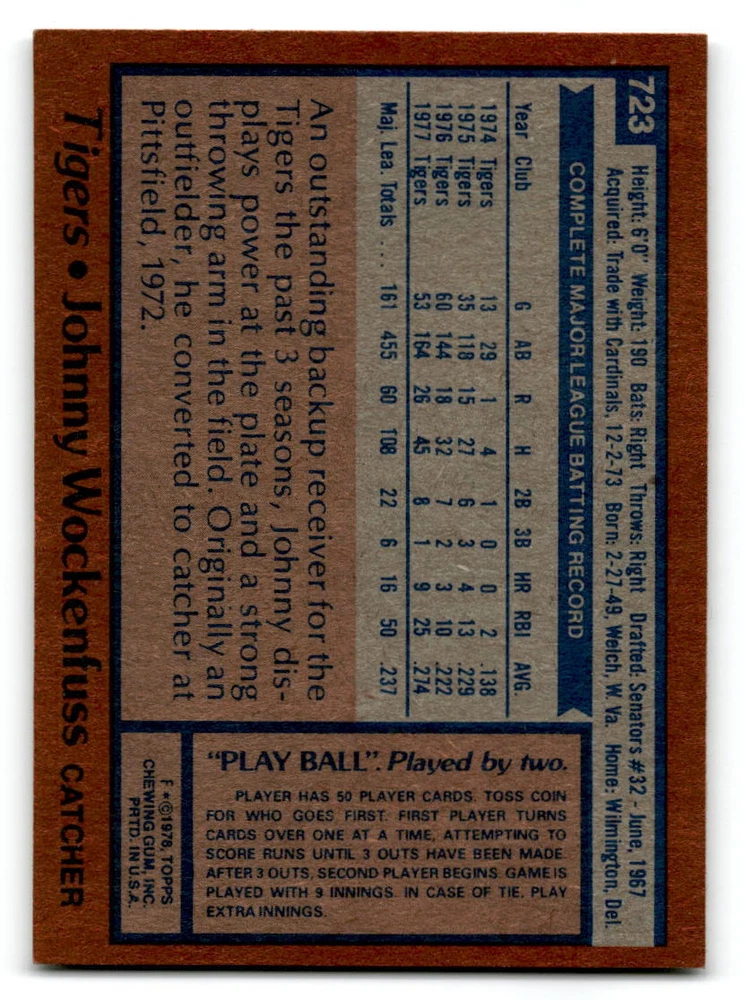 723
Height: 6'0" Weight: 190 Bats: Right Throws: Right Drafted: Senators #32 - June, 1967
Acquired: Trade with Cardinals, 12-2-73 Born: 2-27-49, Welch, W. Va. Home: Wilmington, Del.
COMPLETE MAJOR LEAGUE BATTING RECORD
Year Club G AB R H 2B 3B HR RBI AVG.
1974 Tigers 13 29 1 4 1 0 0 2 .138
1975 Tigers 35 118 15 27 6 3 4 13 .229
1976 Tigers 60 144 18 32 7 2 3 10 .222
1977 Tigers 53 164 26 45 8 1 9 25 .274
Maj. Lea. Totals ... 161 455 60 108 22 6 16 50 .237
An outstanding backup receiver for the
Tigers the past 3 seasons, Johnny dis-
plays power at the plate and a strong
throwing arm in the field. Originally an
outfielder, he converted to catcher at
Pittsfield, 1972.
"PLAY BALL". Played by two.
PLAYER HAS 50 PLAYER CARDS. TOSS COIN
FOR WHO GOES FIRST. FIRST PLAYER TURNS
CARDS OVER ONE AT A TIME, ATTEMPTING TO
SCORE RUNS UNTIL 3 OUTS HAVE BEEN MADE.
AFTER 3 OUTS, SECOND PLAYER BEGINS. GAME IS
PLAYED WITH 9 INNINGS. IN CASE OF TIE, PLAY
EXTRA INNINGS.
F*©1978, TOPPS
CHEWING GUM, INC.
PRTD. IN U.S.A.
Tigers • Johnny Wockenfuss CATCHER